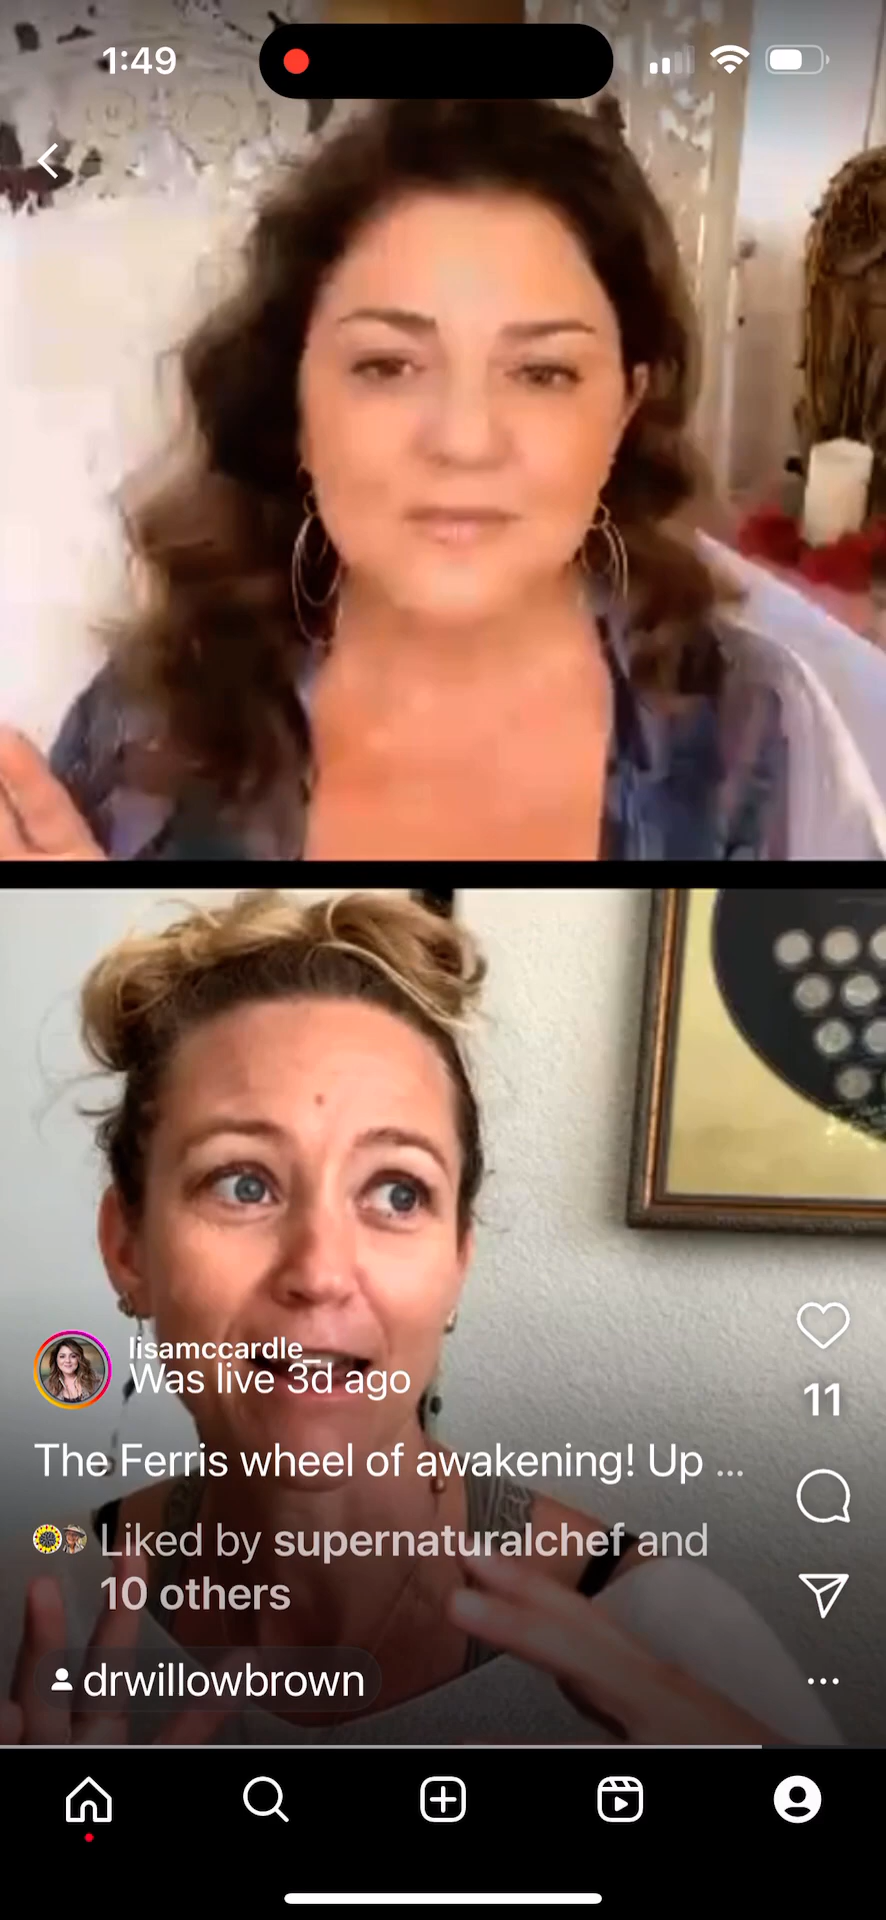 1:49
lisamccardle_
Was live 3d ago
The Ferris wheel of awakening! Up ...
Liked by supernaturalchef and
10 others
drwillowbrown
11